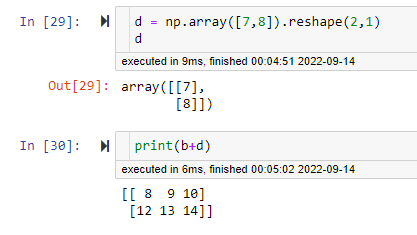 In [29]: d = np.array([7,8]).reshape(2,1)
d
executed in 9ms, finished 00:04:51 2022-09-14
Out[29]: array([[7],
       [8]])
In [30]: print(b+d)
executed in 6ms, finished 00:05:02 2022-09-14
[[ 8  9 10]
 [12 13 14]]